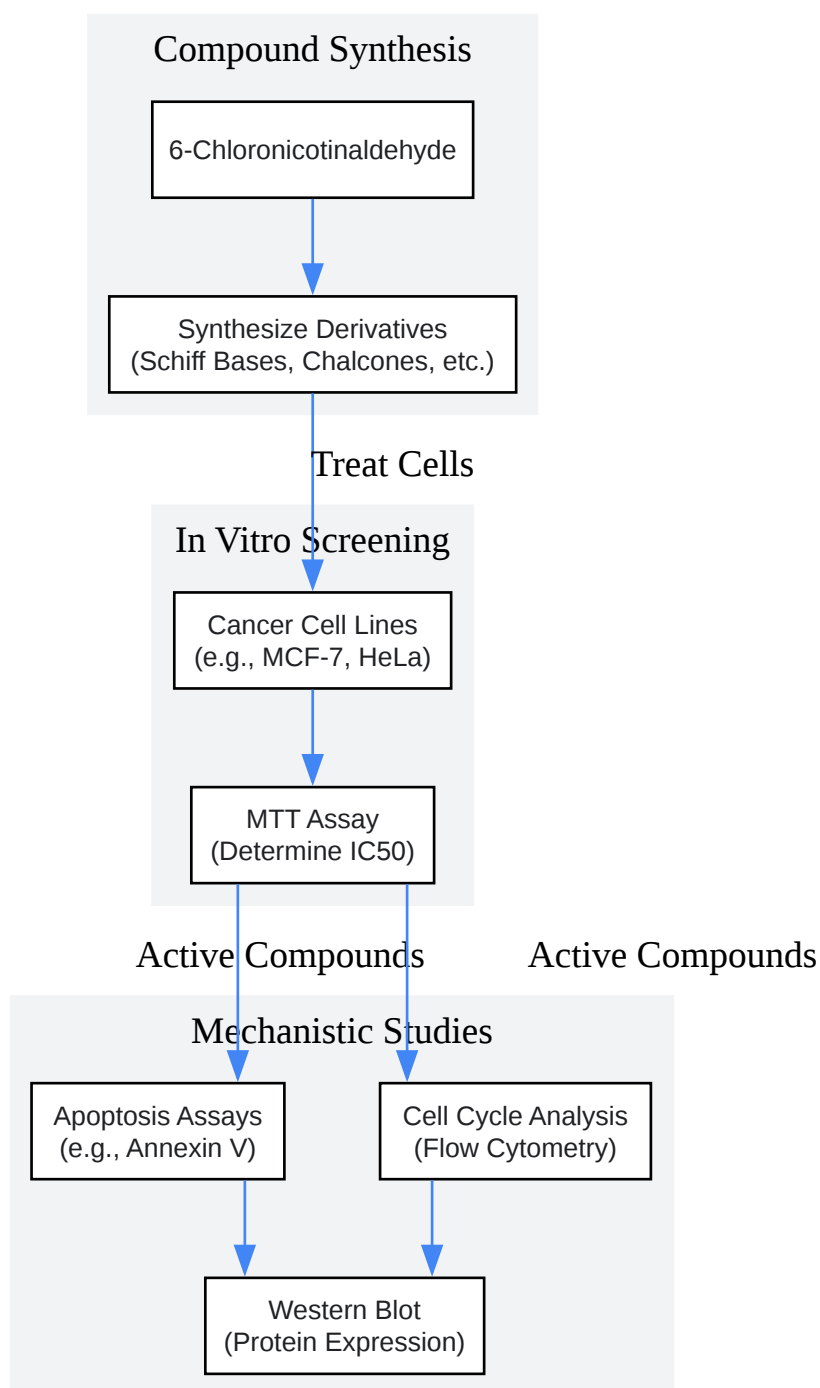 Compound Synthesis
6-Chloronicotinaldehyde
Synthesize Derivatives
(Schiff Bases, Chalcones, etc.)
Treat Cells
In Vitro Screening
Cancer Cell Lines
(e.g., MCF-7, HeLa)
MTT Assay
(Determine IC50)
Active Compounds
Active Compounds
Mechanistic Studies
Apoptosis Assays
(e.g., Annexin V)
Cell Cycle Analysis
(Flow Cytometry)
Western Blot
(Protein Expression)